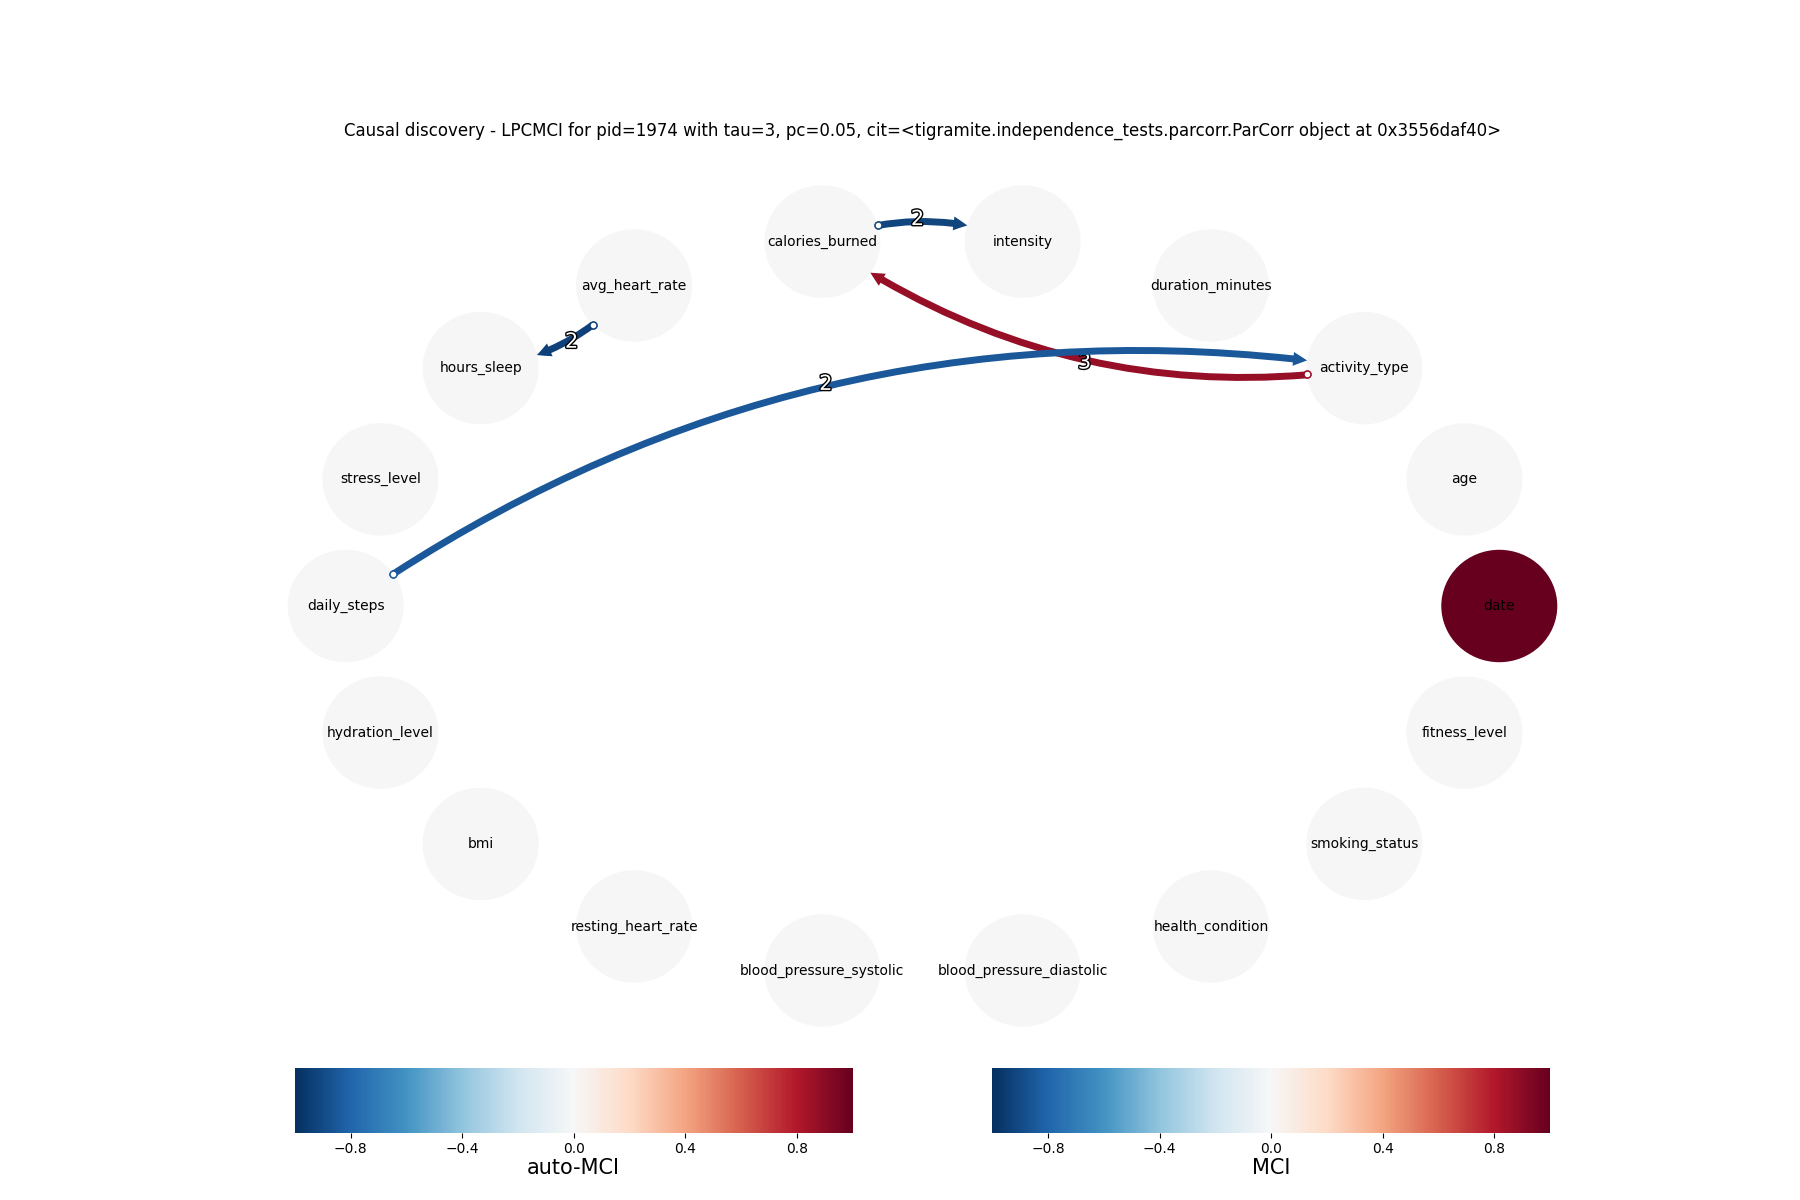 Causal discovery - LPCMCI for pid=1974 with tau=3, pc=0.05, cit=<tigramite.independence_tests.parcorr.ParCorr object at 0x3556daf40>
2
calories_burned
intensity
avg_heart_rate
duration_minutes
2
hours_sleep
3
activity_type
2
stress_level
age
daily_steps
date
hydration_level
fitness_level
bmi
smoking_status
resting_heart_rate
health_condition
blood_pressure_systolic
blood_pressure_diastolic
−0.8 −0.4 0.0 0.4 0.8
auto-MCI
−0.8 −0.4 0.0 0.4 0.8
MCI